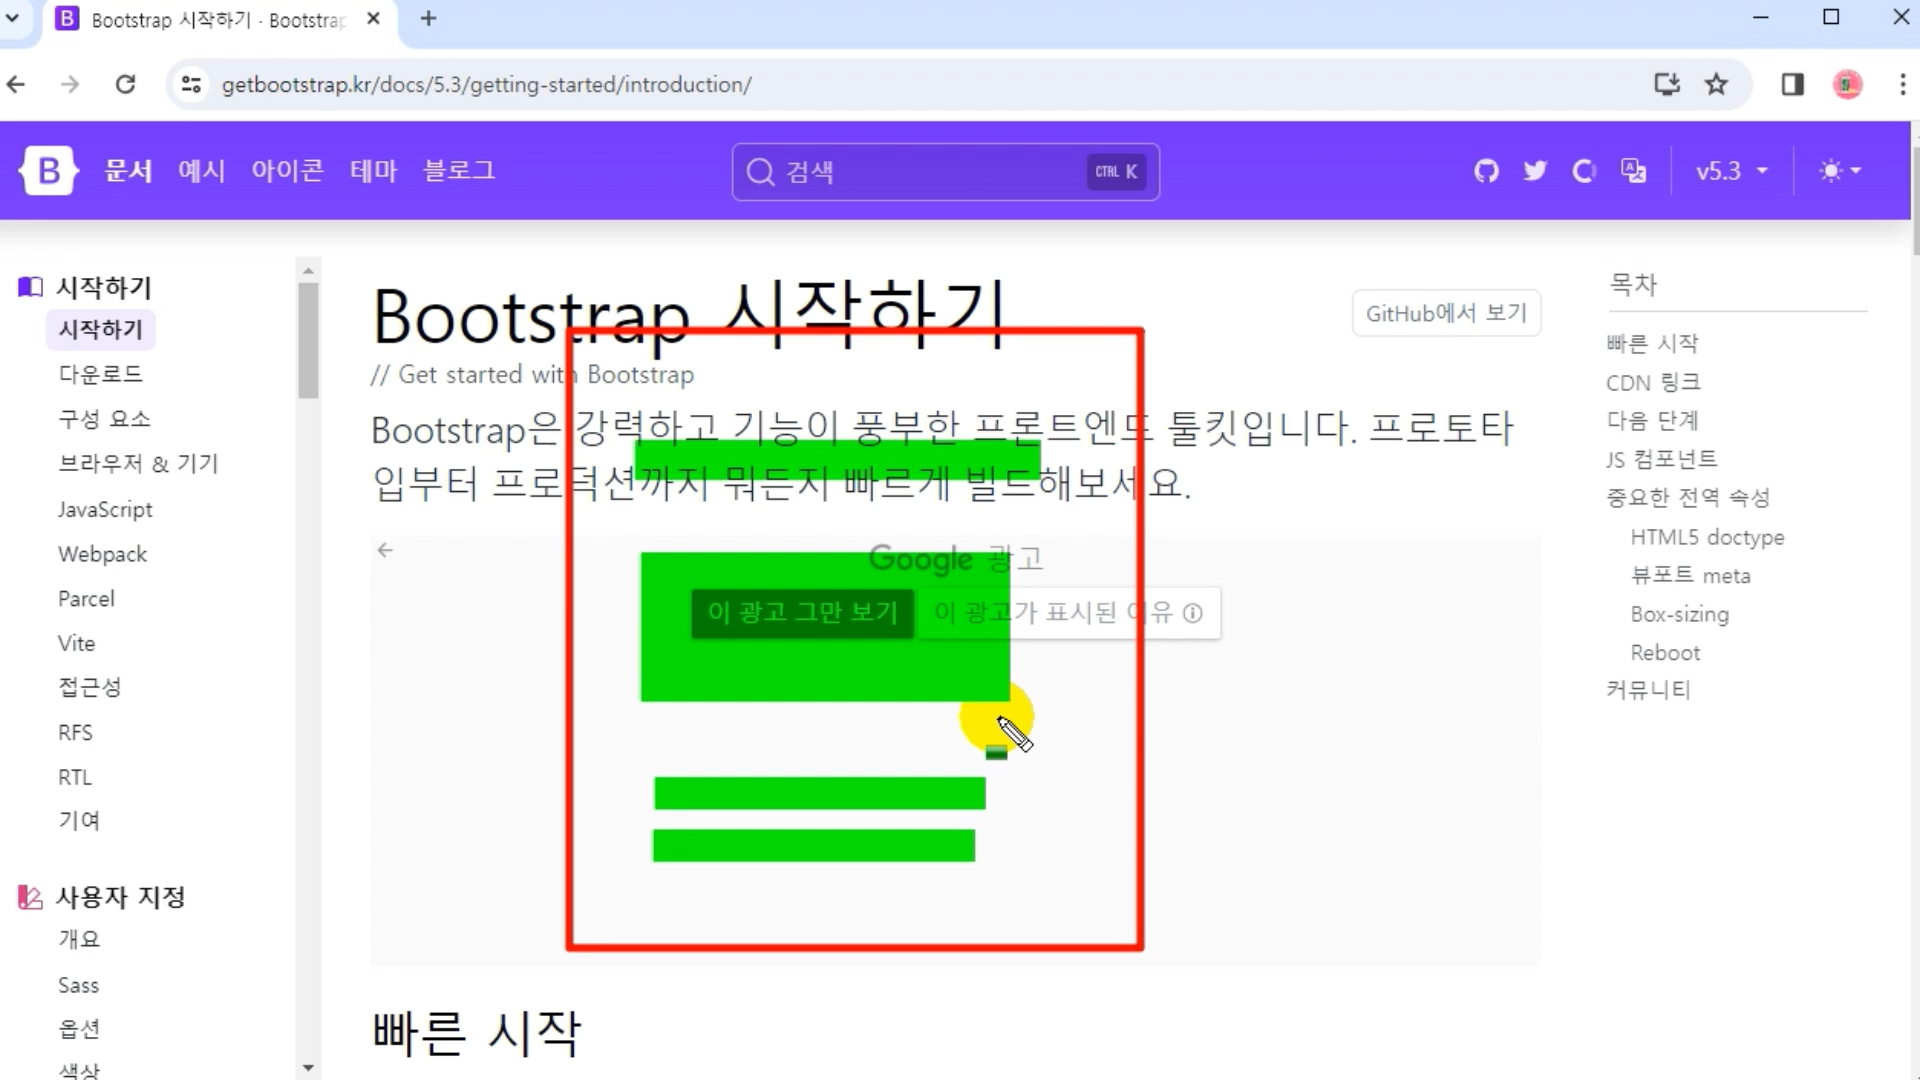 Bootstrap 시작하기 · Bootstrap
getbootstrap.kr/docs/5.3/getting-started/introduction/
B 문서 예시 아이콘 테마 블로그
검색 CTRL K
v5.3
시작하기
시작하기
다운로드
구성 요소
브라우저 & 기기
JavaScript
Webpack
Parcel
Vite
접근성
RFS
RTL
기여
사용자 지정
개요
Sass
옵션
색상
Bootstrap 시작하기
GitHub에서 보기
// Get started with Bootstrap
Bootstrap은 강력하고 기능이 풍부한 프론트엔드 툴킷입니다. 프로토타
입부터 프로덕션까지 뭐든지 빠르게 빌드해보세요.
Google 광고
이 광고 그만 보기 이 광고가 표시된 이유
빠른 시작
목차
빠른 시작
CDN 링크
다음 단계
JS 컴포넌트
중요한 전역 속성
HTML5 doctype
뷰포트 meta
Box-sizing
Reboot
커뮤니티